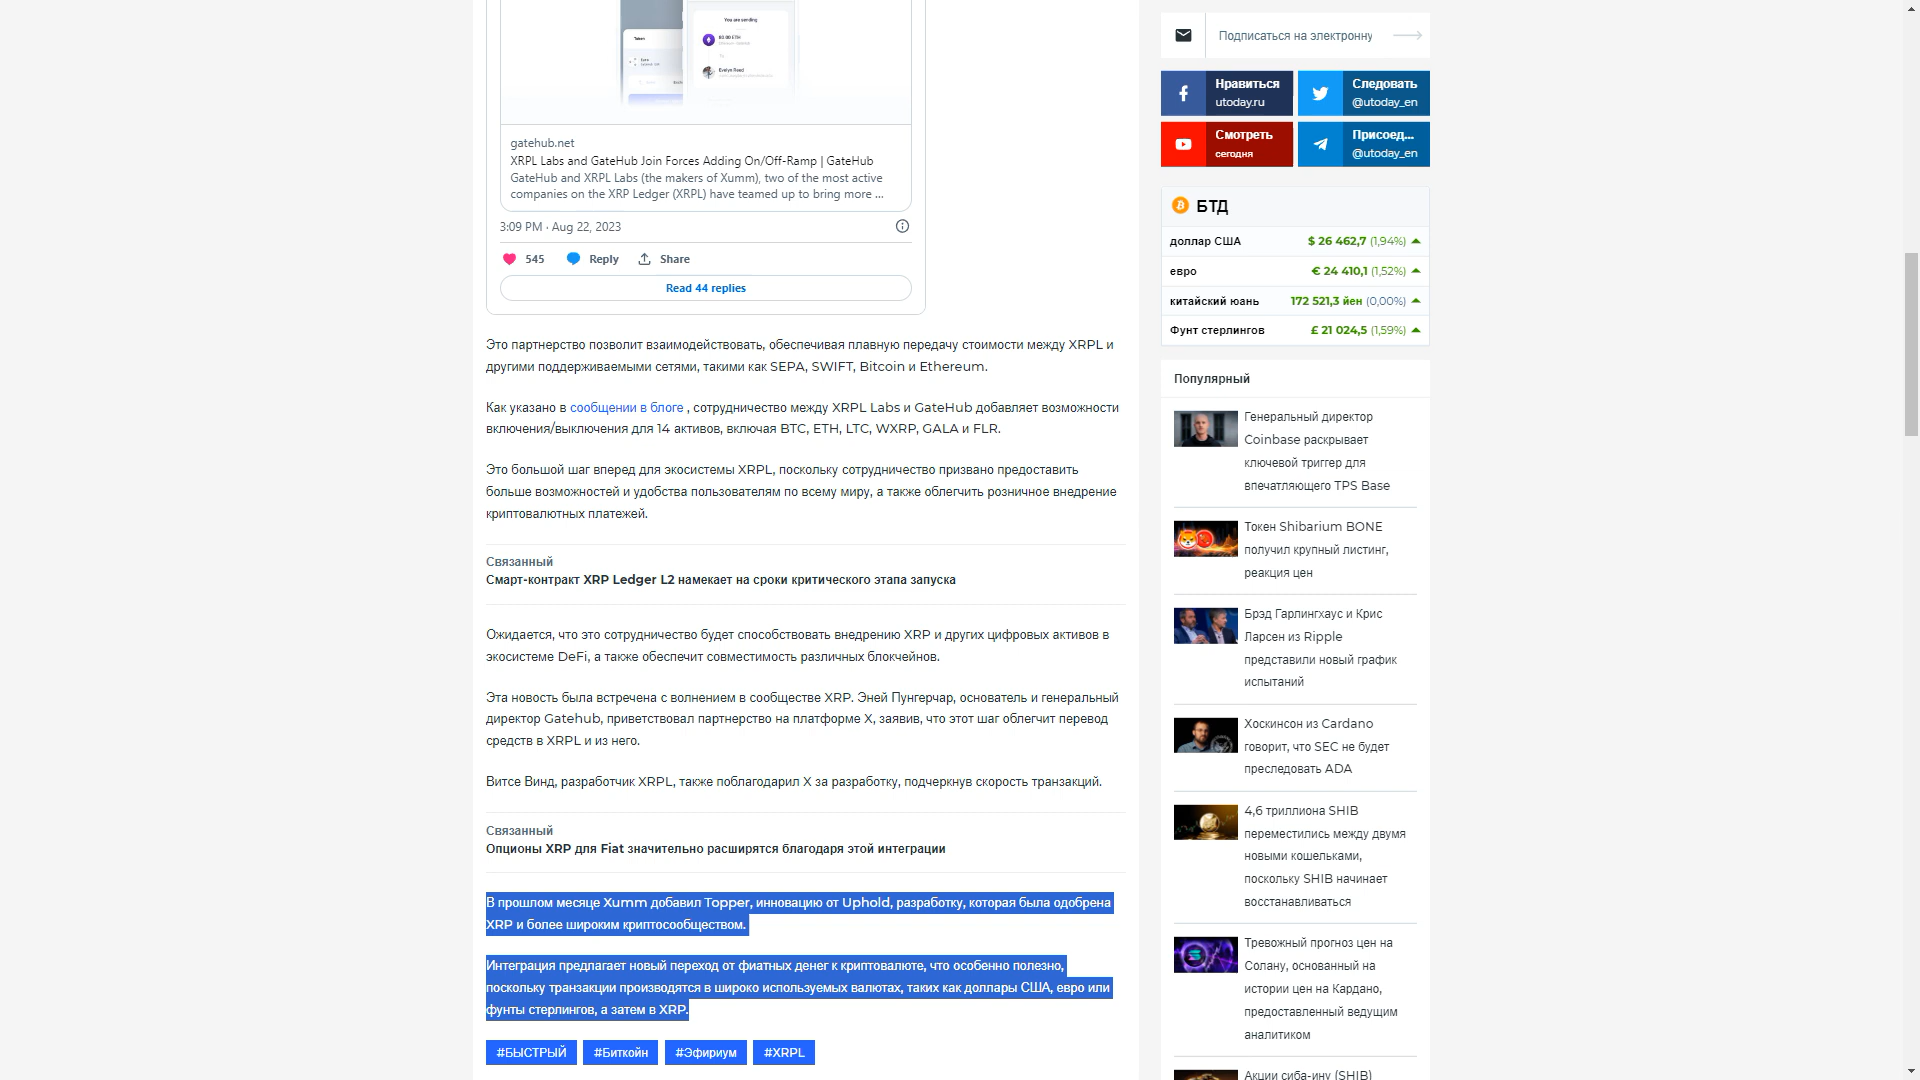 You are sending
80.00 ETH
Evelyn Reed
Token
gatehub.net
XRPL Labs and GateHub Join Forces Adding On/Off-Ramp | GateHub
GateHub and XRPL Labs (the makers of Xumm), two of the most active
companies on the XRP Ledger (XRPL) have teamed up to bring more ...
3:09 PM · Aug 22, 2023
545 Reply Share
Read 44 replies
Это партнерство позволит взаимодействовать, обеспечивая плавную передачу стоимости между XRPL и
другими поддерживаемыми сетями, такими как SEPA, SWIFT, Bitcoin и Ethereum.
Как указано в сообщении в блоге , сотрудничество между XRPL Labs и GateHub добавляет возможности
включения/выключения для 14 активов, включая BTC, ETH, LTC, WXRP, GALA и FLR.
Это большой шаг вперед для экосистемы XRPL, поскольку сотрудничество призвано предоставить
больше возможностей и удобства пользователям по всему миру, а также облегчить розничное внедрение
криптовалютных платежей.
Связанный
Смарт-контракт XRP Ledger L2 намекает на сроки критического этапа запуска
Ожидается, что это сотрудничество будет способствовать внедрению XRP и других цифровых активов в
экосистеме DeFi, а также обеспечит совместимость различных блокчейнов.
Эта новость была встречена с волнением в сообществе XRP. Эней Пунгерчар, основатель и генеральный
директор Gatehub, приветствовал партнерство на платформе X, заявив, что этот шаг облегчит перевод
средств в XRPL и из него.
Витсе Винд, разработчик XRPL, также поблагодарил X за разработку, подчеркнув скорость транзакций.
Связанный
Опционы XRP для Fiat значительно расширятся благодаря этой интеграции
В прошлом месяце Xumm добавил Topper, инновацию от Uphold, разработку, которая была одобрена
XRP и более широким криптосообществом.
Интеграция предлагает новый переход от фиатных денег к криптовалюте, что особенно полезно,
поскольку транзакции производятся в широко используемых валютах, таких как доллары США, евро или
фунты стерлингов, а затем в XRP.
#БЫСТРЫЙ #Биткойн #Эфириум #XRPL
Подписаться на электронну
Нравиться
utoday.ru
Следовать
@utoday_en
Смотреть
сегодня
Присоед...
@utoday_en
БТД
доллар США $ 26 462,7 (1,94%)
евро € 24 410,1 (1,52%)
китайский юань 172 521,3 йен (0,00%)
Фунт стерлингов £ 21 024,5 (1,59%)
Популярный
Генеральный директор
Coinbase раскрывает
ключевой триггер для
впечатляющего TPS Base
Токен Shibarium BONE
получил крупный листинг,
реакция цен
Брэд Гарлингхаус и Крис
Ларсен из Ripple
представили новый график
испытаний
Хоскинсон из Cardano
говорит, что SEC не будет
преследовать ADA
4,6 триллиона SHIB
переместились между двумя
новыми кошельками,
поскольку SHIB начинает
восстанавливаться
Тревожный прогноз цен на
Солану, основанный на
истории цен на Кардано,
предоставленный ведущим
аналитиком
Акции сиба-ину (SHIB)